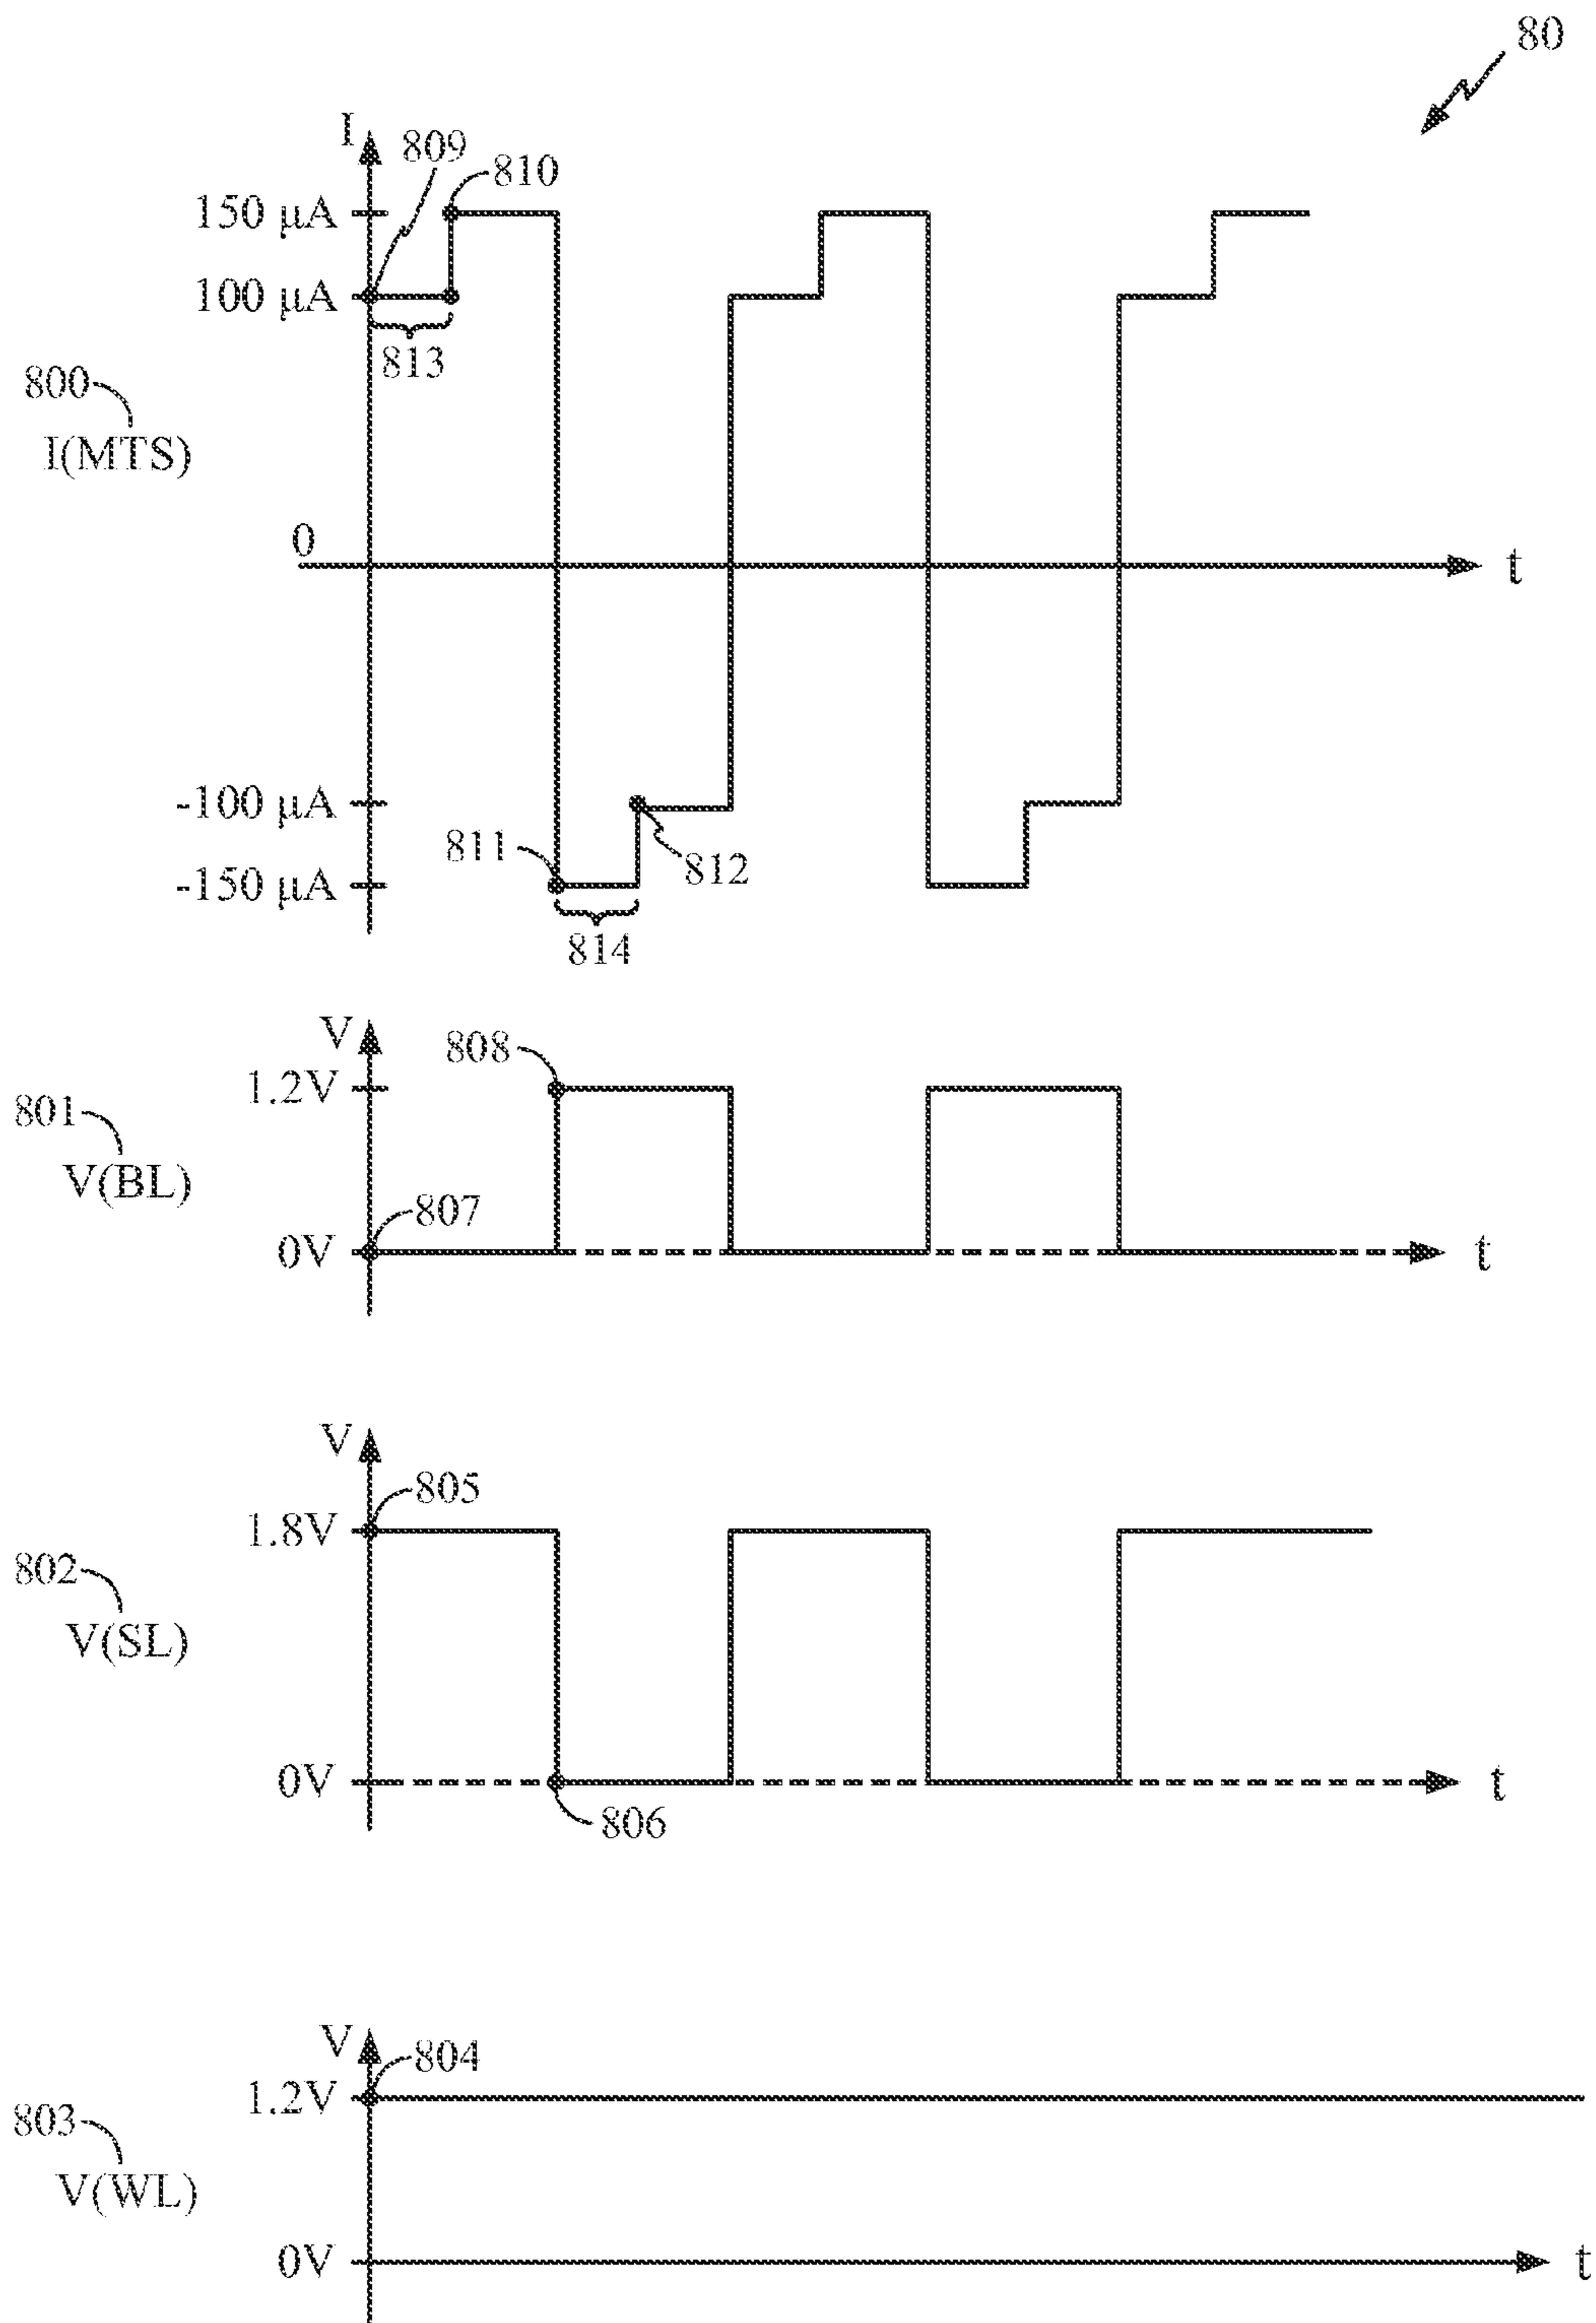 80
I
809
810
150 μA
100 μA
813
800
I(MTS)
0
t
-100 μA
811
812
-150 μA
814
V
808
1.2V
801
V(BL)
807
0V
t
V
805
1.8V
802
V(SL)
0V
t
806
V
804
1.2V
803
V(WL)
0V
t